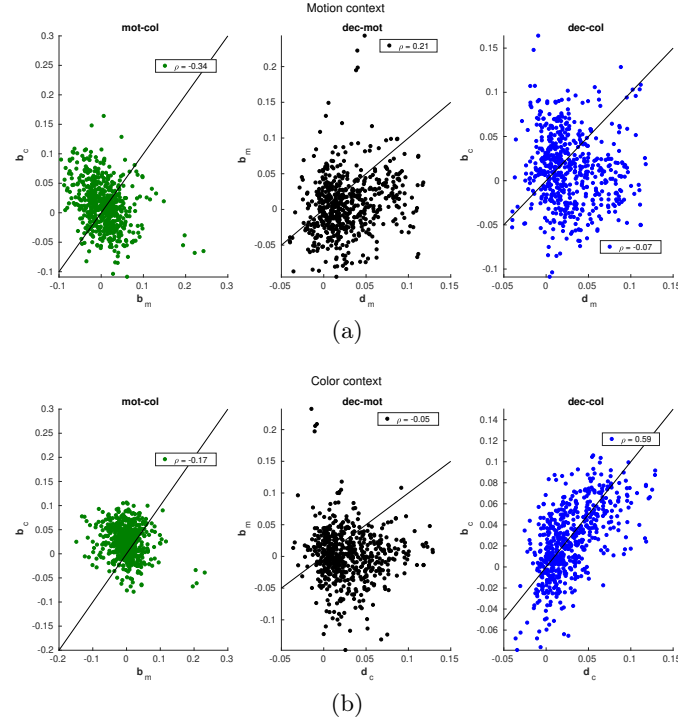 Motion context
mot-col
dec-mot
dec-col
ρ = -0.34
ρ = 0.21
ρ = -0.07
b_c
0.3
0.25
0.2
0.15
0.1
0.05
0
-0.05
-0.1
-0.1 0 0.1 0.2 0.3
b_m
b_m
0.2
0.15
0.1
0.05
0
-0.05
-0.05 0 0.05 0.1 0.15
d_m
b_c
0.15
0.1
0.05
0
-0.05
-0.1
-0.05 0 0.05 0.1 0.15
d_m
(a)
Color context
mot-col
dec-mot
dec-col
ρ = -0.17
ρ = -0.05
ρ = 0.59
b_c
0.3
0.25
0.2
0.15
0.1
0.05
0
-0.05
-0.1
-0.15
-0.2
-0.2 -0.1 0 0.1 0.2 0.3
b_m
b_m
0.2
0.15
0.1
0.05
0
-0.05
-0.1
-0.05 0 0.05 0.1 0.15
d_c
b_c
0.14
0.12
0.1
0.08
0.06
0.04
0.02
0
-0.02
-0.04
-0.06
-0.05 0 0.05 0.1 0.15
d_c
(b)